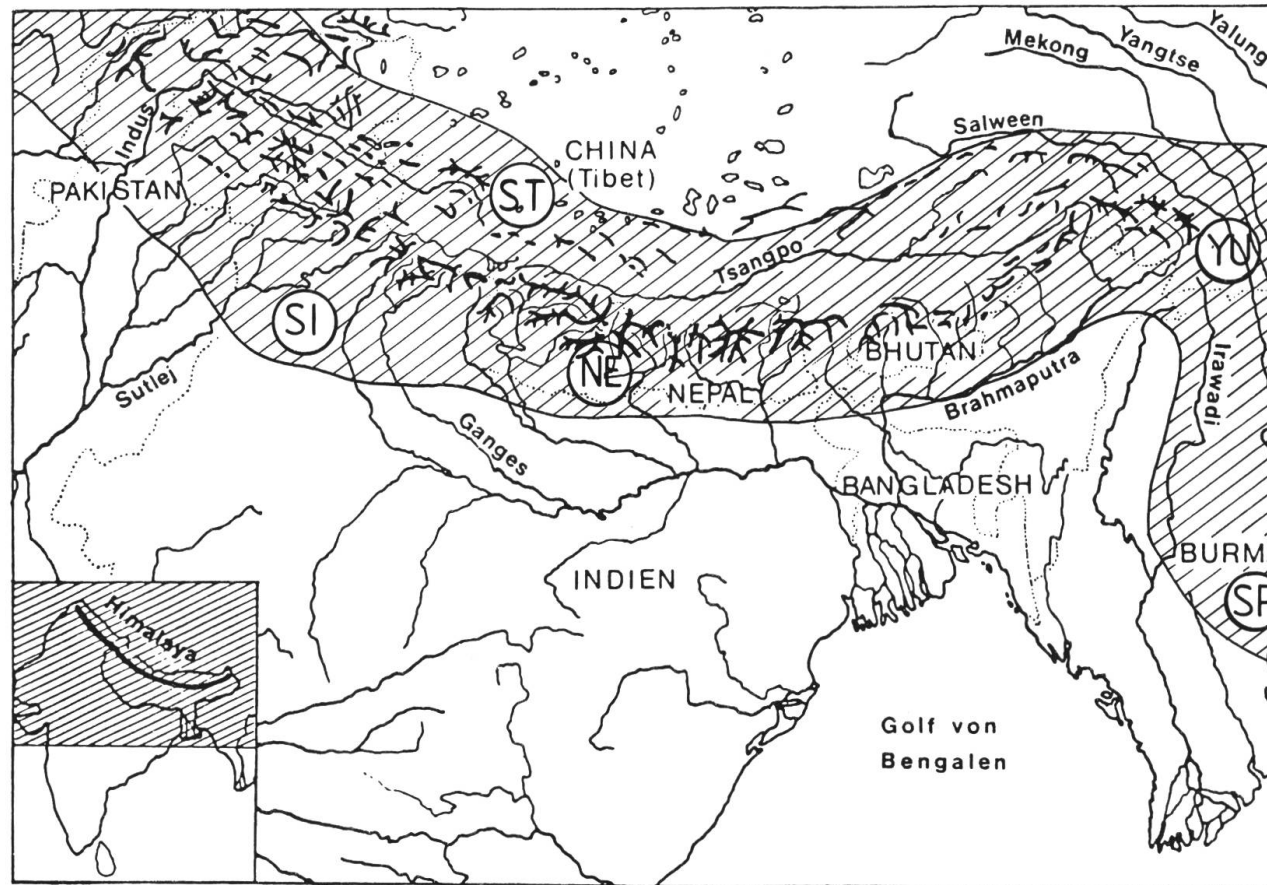 Yalung
Yangtse
Mekong
Salween
Indus
CHINA
(Tibet)
PAKISTAN
ST
Tsangpo
YU
SI
NE
BHUTAN
NEPAL
Brahmaputra
Irawadi
Sutlej
Ganges
BANGLADESH
INDIEN
BURM
Himalaya
Golf von
Bengalen